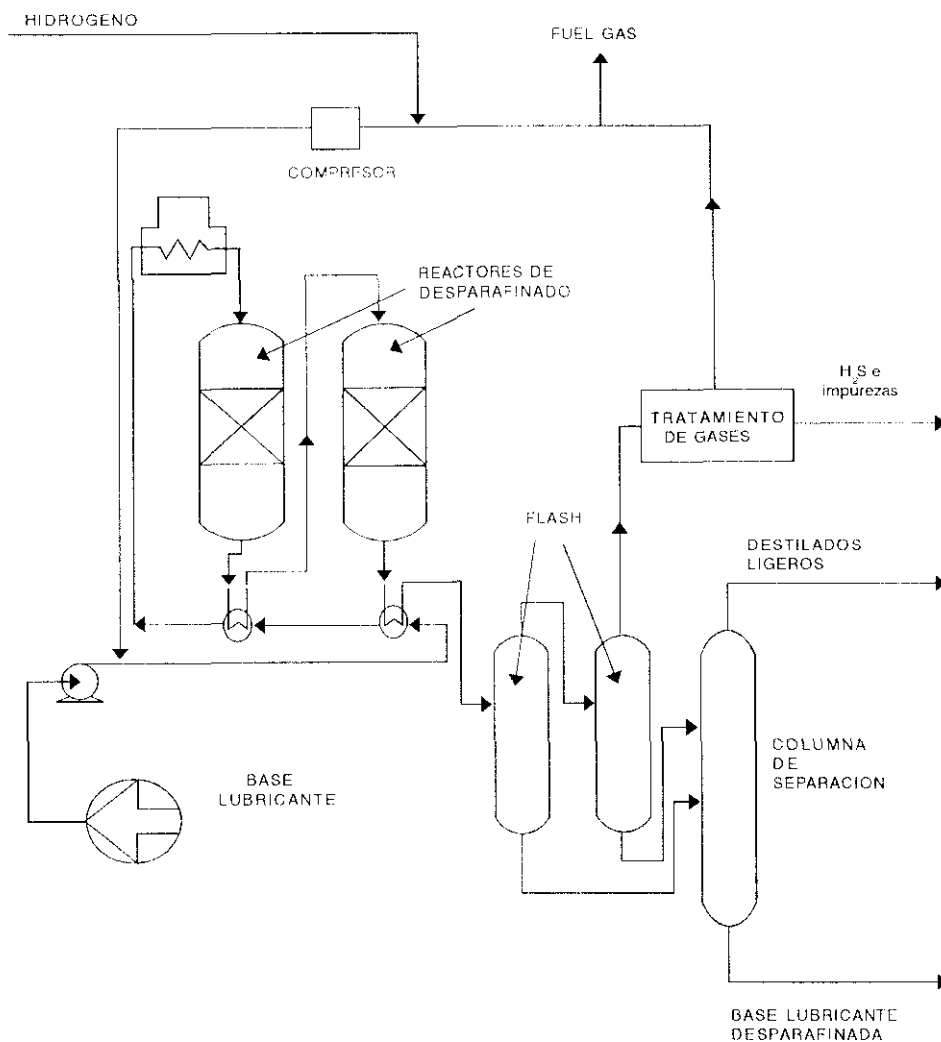 HIDROGENO
FUEL GAS
COMPRESOR
REACTORES DE
DESPARAFINADO
H2S e
impurezas
TRATAMIENTO
DE GASES
FLASH
DESTILADOS
LIGEROS
COLUMNA
DE
SEPARACION
BASE
LUBRICANTE
BASE LUBRICANTE
DESPARAFINADA